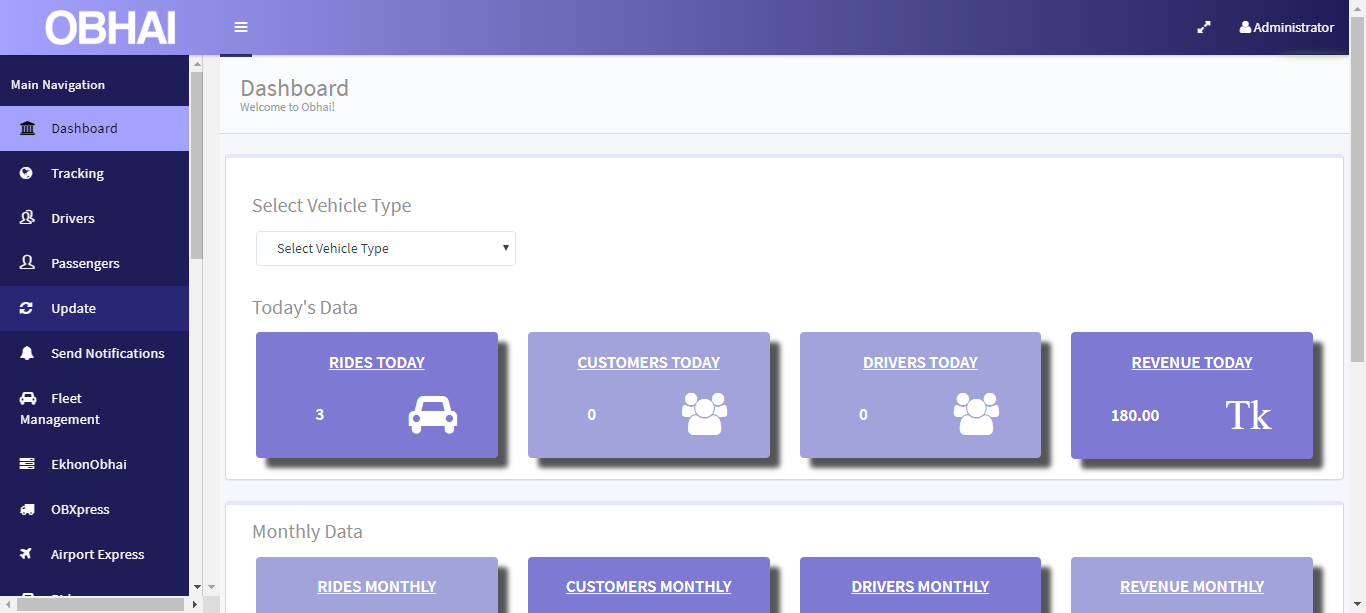 OBHAI
Administrator
Main Navigation
Dashboard
Tracking
Drivers
Passengers
Update
Send Notifications
Fleet
Management
EkhonObhai
OBXpress
Airport Express
Dashboard
Welcome to Obhai!
Select Vehicle Type
Select Vehicle Type
Today's Data
RIDES TODAY
3
CUSTOMERS TODAY
0
DRIVERS TODAY
0
REVENUE TODAY
180.00 Tk
Monthly Data
RIDES MONTHLY
CUSTOMERS MONTHLY
DRIVERS MONTHLY
REVENUE MONTHLY